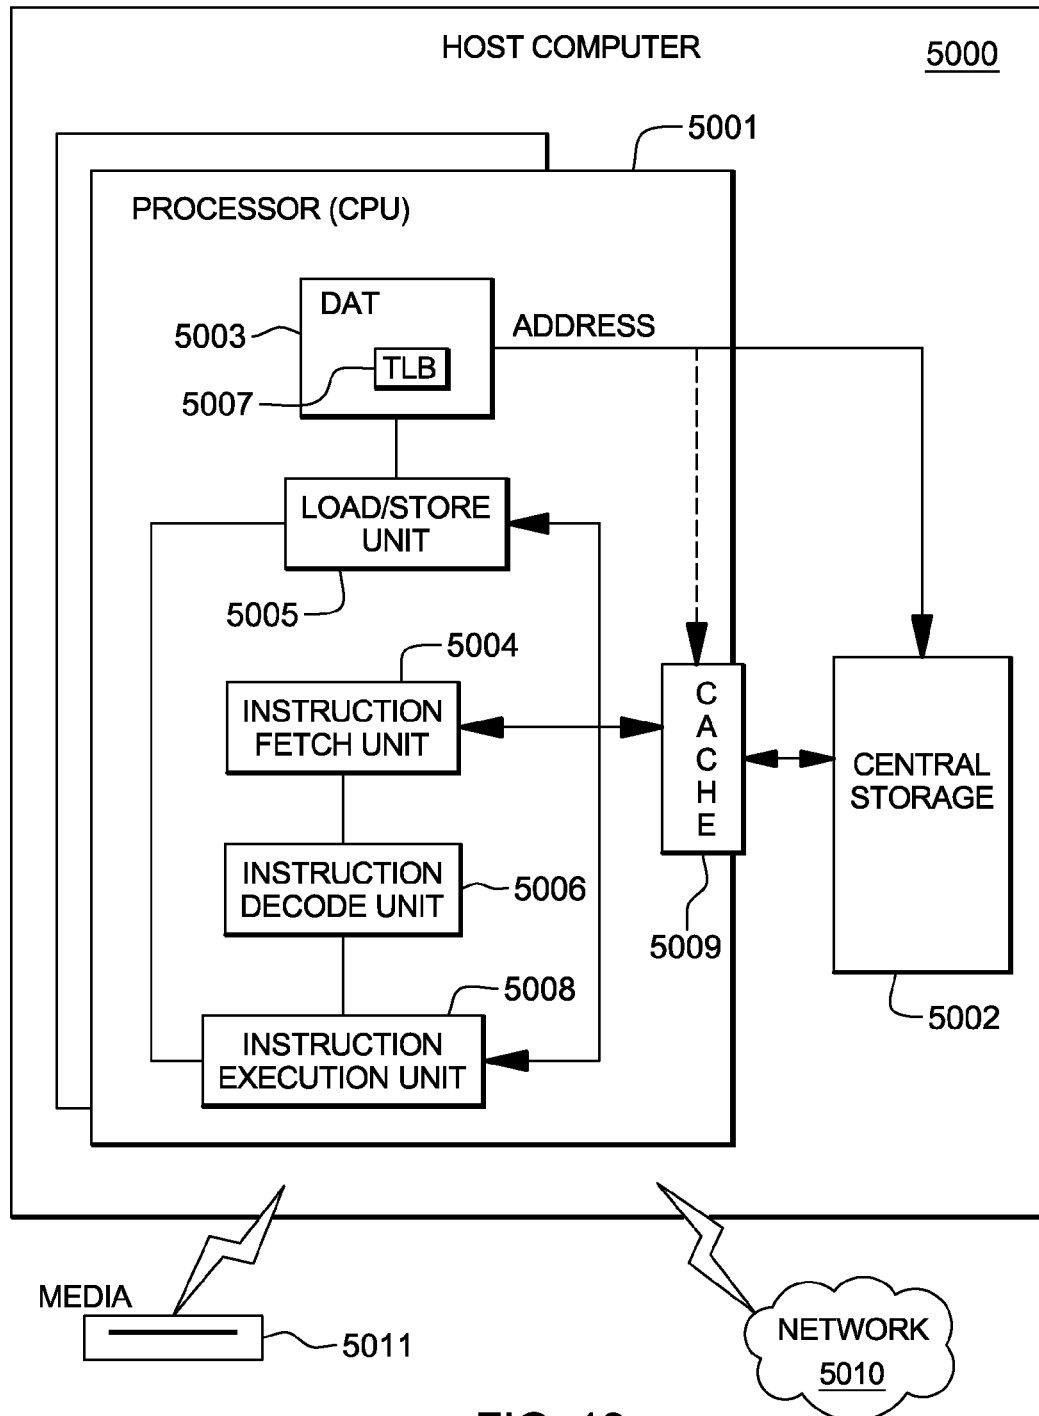 HOST COMPUTER
5000
5001
PROCESSOR (CPU)
DAT
5003
ADDRESS
TLB
5007
LOAD/STORE
UNIT
5005
5004
INSTRUCTION
FETCH UNIT
CACHE
CENTRAL
STORAGE
INSTRUCTION
DECODE UNIT
5006
5009
5008
5002
INSTRUCTION
EXECUTION UNIT
MEDIA
5011
NETWORK
5010